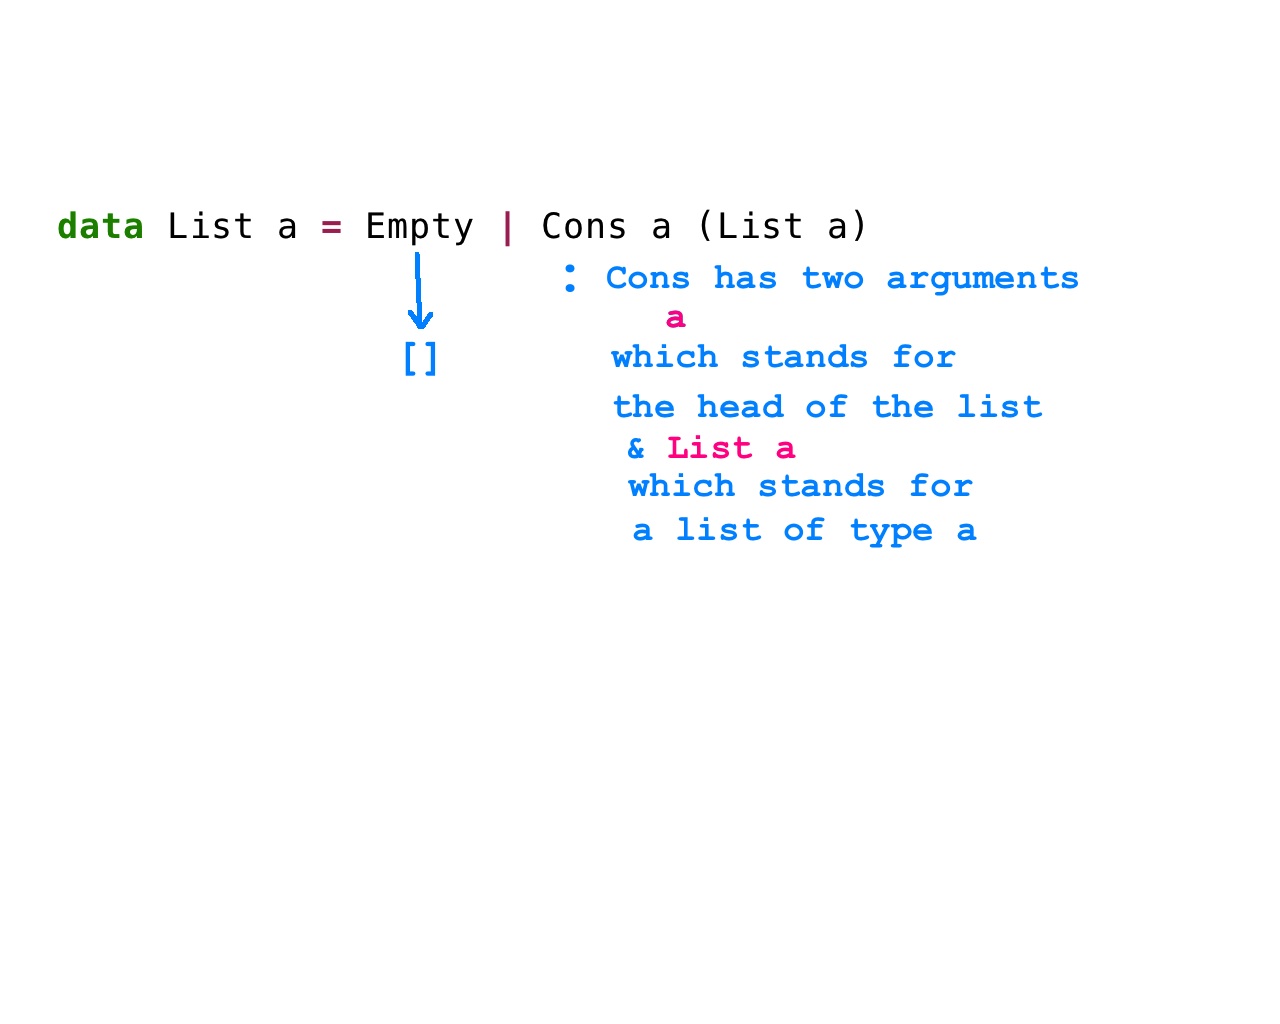 data List a = Empty | Cons a (List a)
: Cons has two arguments
a
[] which stands for
the head of the list
& List a
which stands for
a list of type a